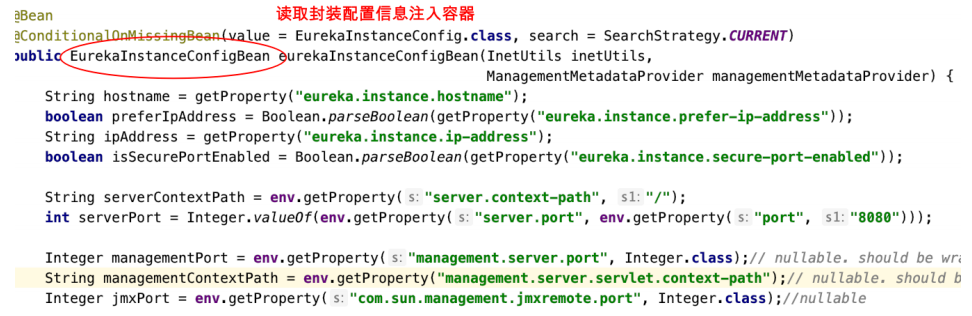 读取封装配置信息注入容器
@Bean
@ConditionalOnMissingBean(value = EurekaInstanceConfig.class, search = SearchStrategy.CURRENT)
public EurekaInstanceConfigBean eurekaInstanceConfigBean(InetUtils inetUtils,
ManagementMetadataProvider managementMetadataProvider) {
String hostname = getProperty("eureka.instance.hostname");
boolean preferIpAddress = Boolean.parseBoolean(getProperty("eureka.instance.prefer-ip-address"));
String ipAddress = getProperty("eureka.instance.ip-address");
boolean isSecurePortEnabled = Boolean.parseBoolean(getProperty("eureka.instance.secure-port-enabled"));
String serverContextPath = env.getProperty( s: "server.context-path", s1: "/");
int serverPort = Integer.valueOf(env.getProperty( s: "server.port", env.getProperty( s: "port", s1: "8080")));
Integer managementPort = env.getProperty( s: "management.server.port", Integer.class);// nullable. should be wra
String managementContextPath = env.getProperty("management.server.servlet.context-path");// nullable. should b
Integer jmxPort = env.getProperty( s: "com.sun.management.jmxremote.port", Integer.class);//nullable